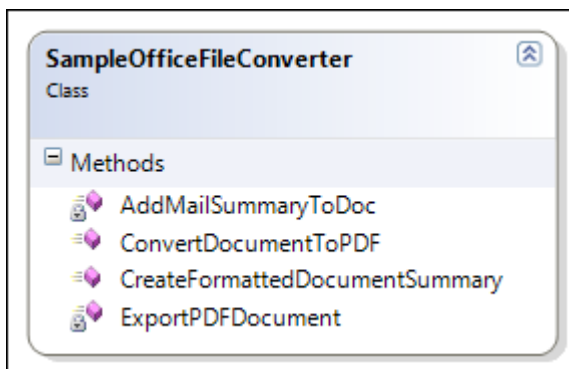 SampleOfficeFileConverter
Class
Methods
AddMailSummaryToDoc
ConvertDocumentToPDF
CreateFormattedDocumentSummary
ExportPDFDocument